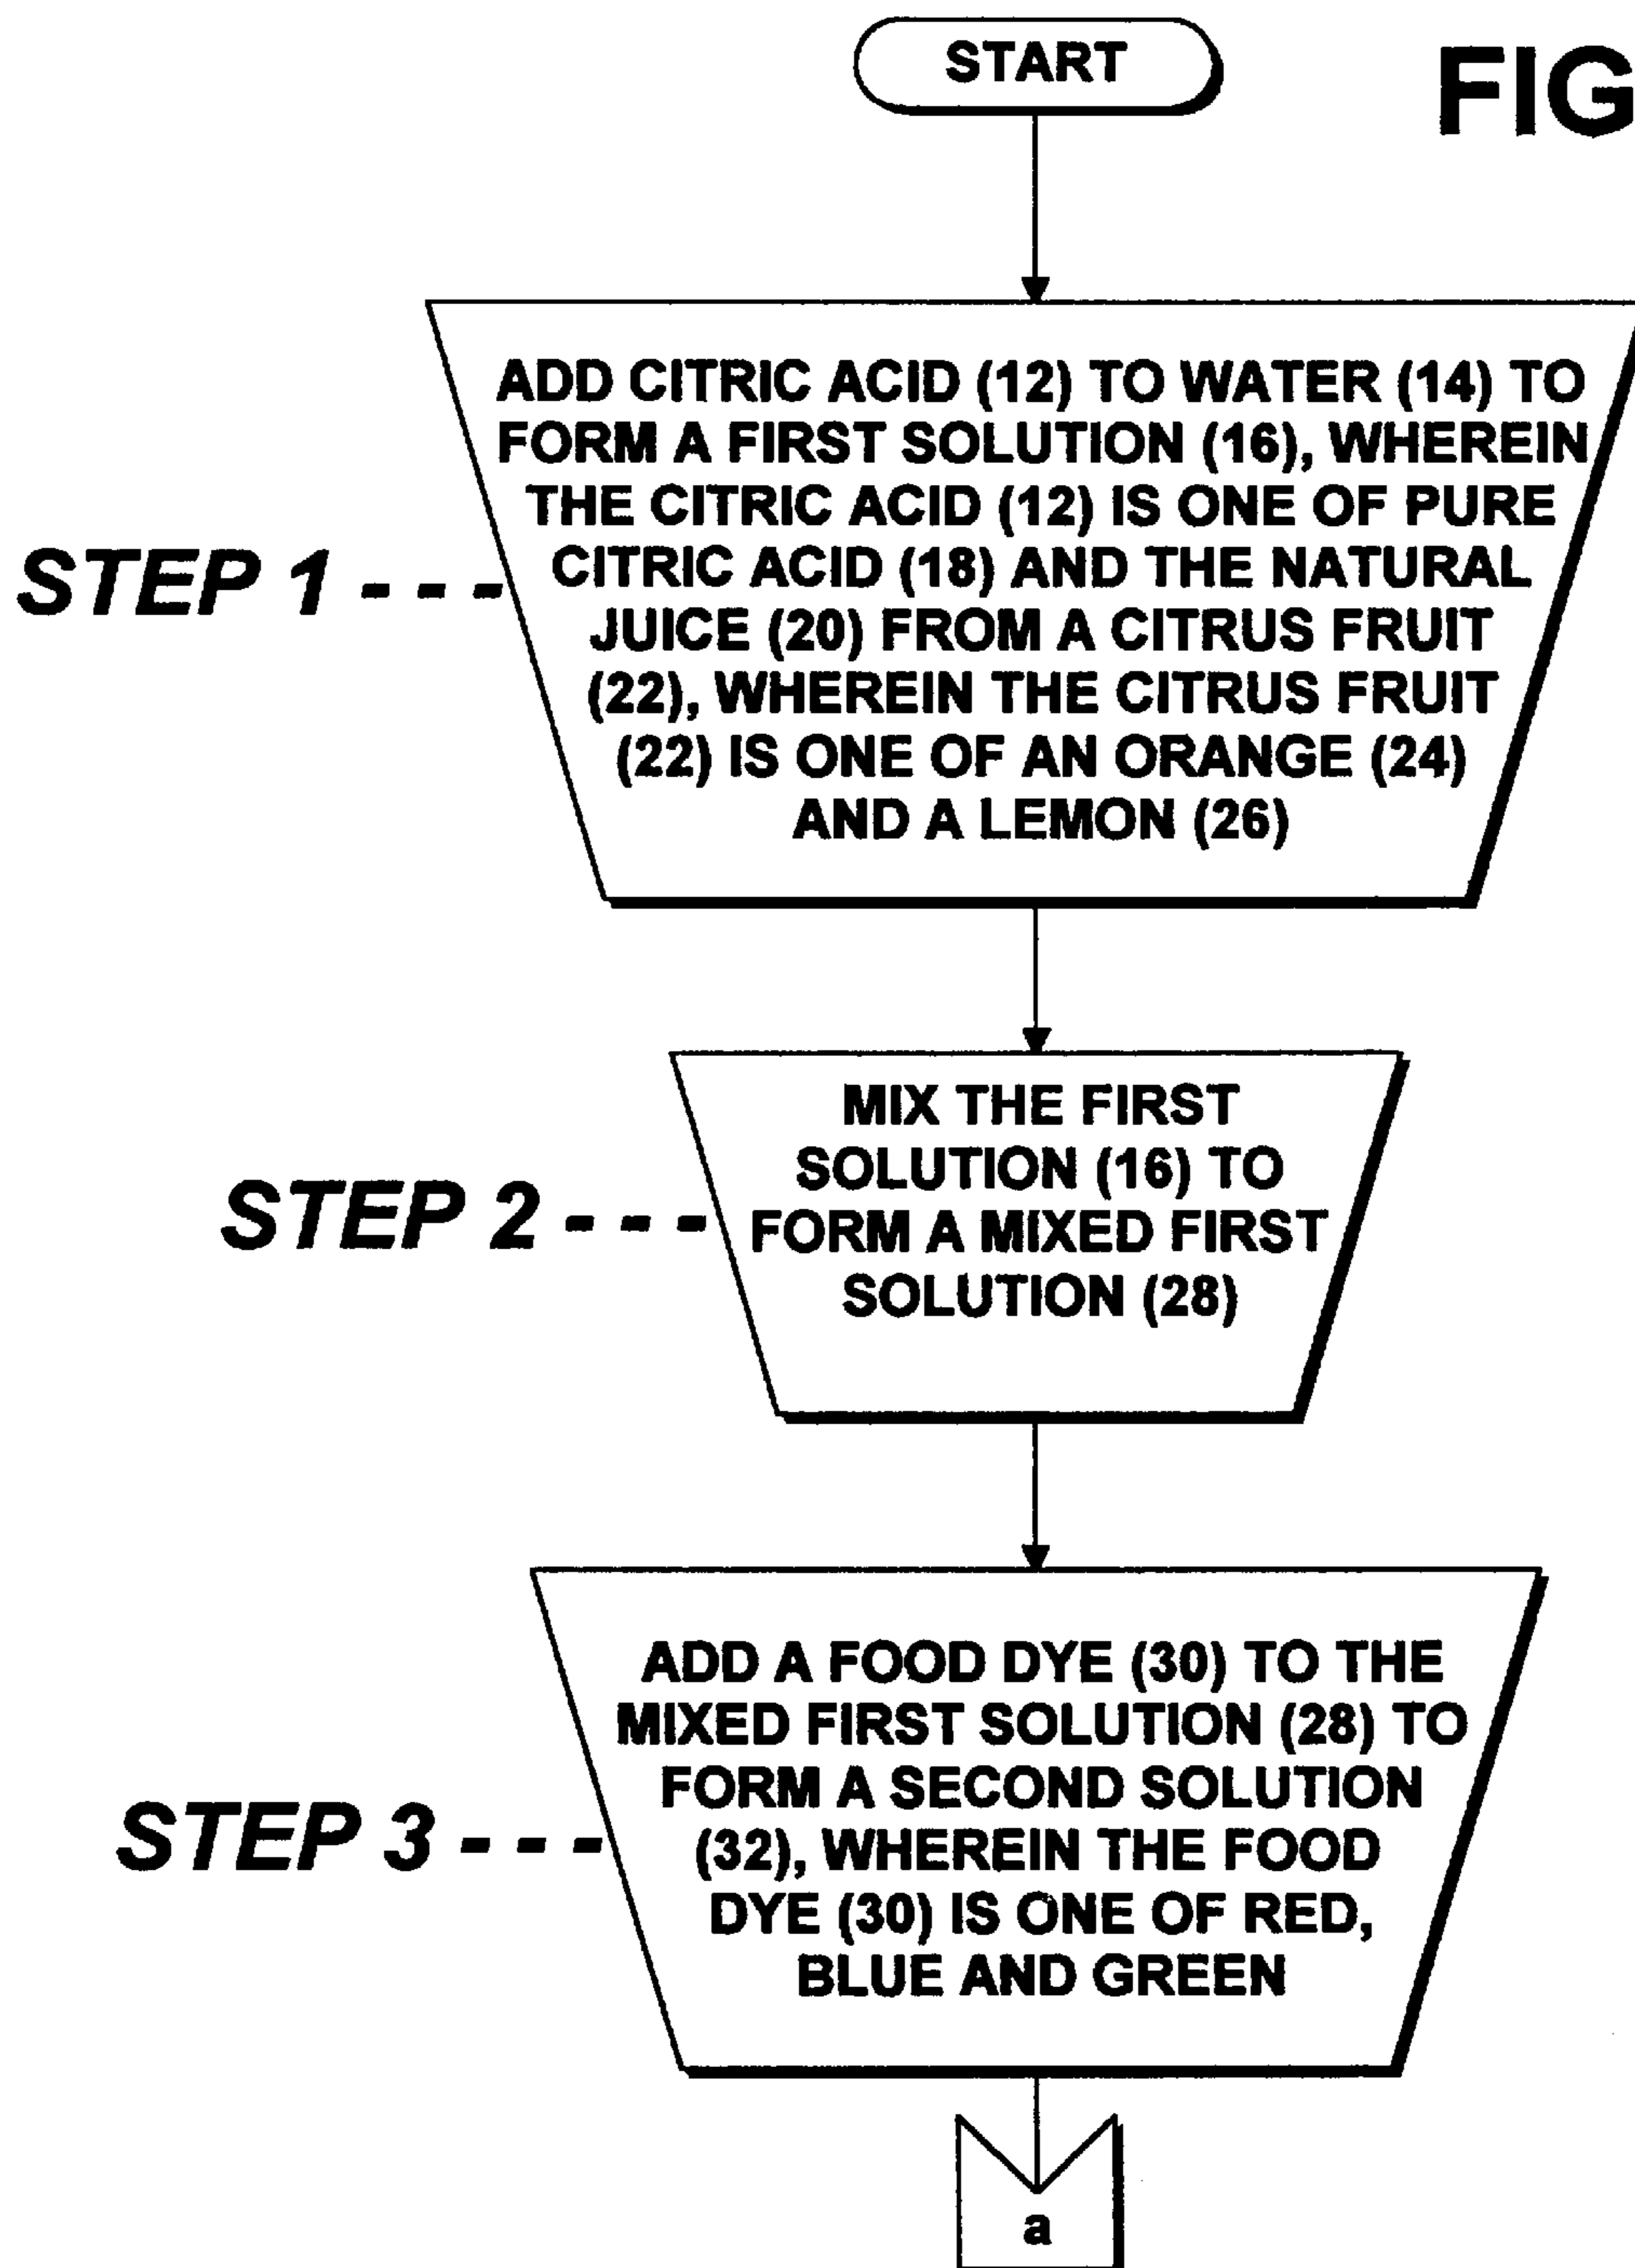 START
FIG
ADD CITRIC ACID (12) TO WATER (14) TO
FORM A FIRST SOLUTION (16), WHEREIN
THE CITRIC ACID (12) IS ONE OF PURE
CITRIC ACID (18) AND THE NATURAL
JUICE (20) FROM A CITRUS FRUIT
(22), WHEREIN THE CITRUS FRUIT
(22) IS ONE OF AN ORANGE (24)
AND A LEMON (26)
STEP 1 - - -
MIX THE FIRST
SOLUTION (16) TO
FORM A MIXED FIRST
SOLUTION (28)
STEP 2 - - -
ADD A FOOD DYE (30) TO THE
MIXED FIRST SOLUTION (28) TO
FORM A SECOND SOLUTION
(32), WHEREIN THE FOOD
DYE (30) IS ONE OF RED,
BLUE AND GREEN
STEP 3 - - -
a